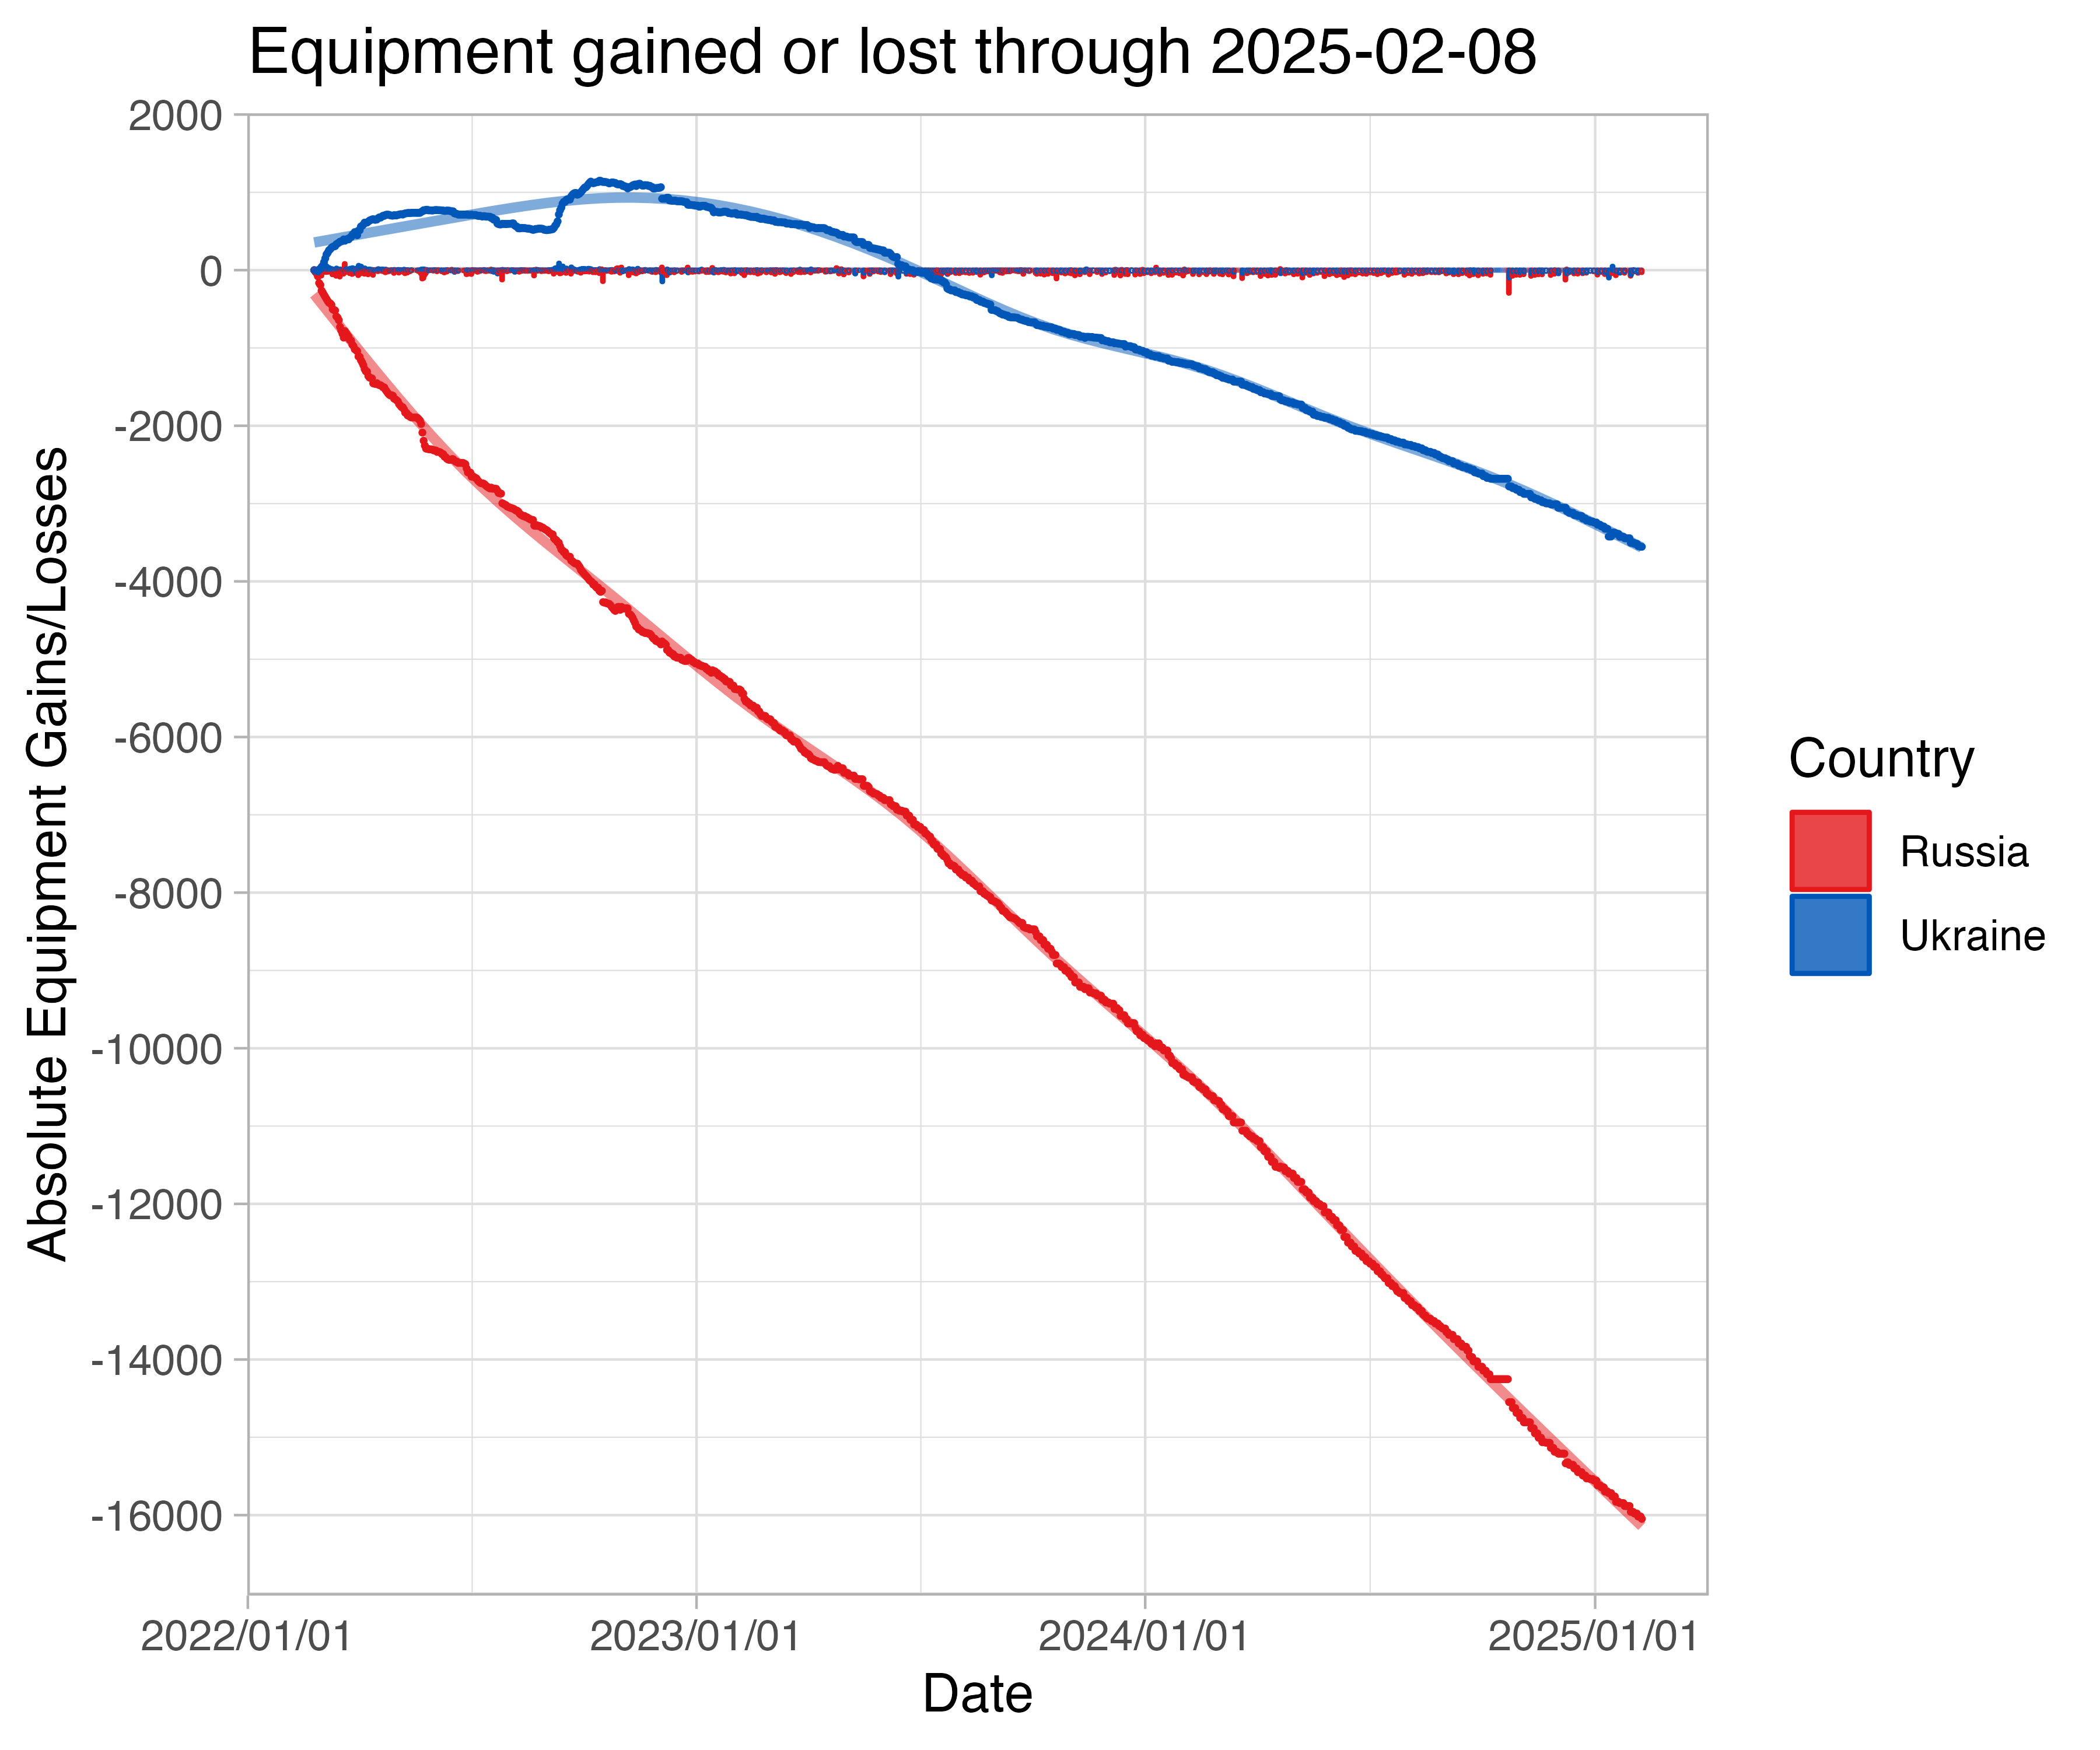 Equipment gained or lost through 2025-02-08
Absolute Equipment Gains/Losses
2000
0
-2000
-4000
-6000
-8000
-10000
-12000
-14000
-16000
2022/01/01
2023/01/01
2024/01/01
2025/01/01
Date
Country
Russia
Ukraine